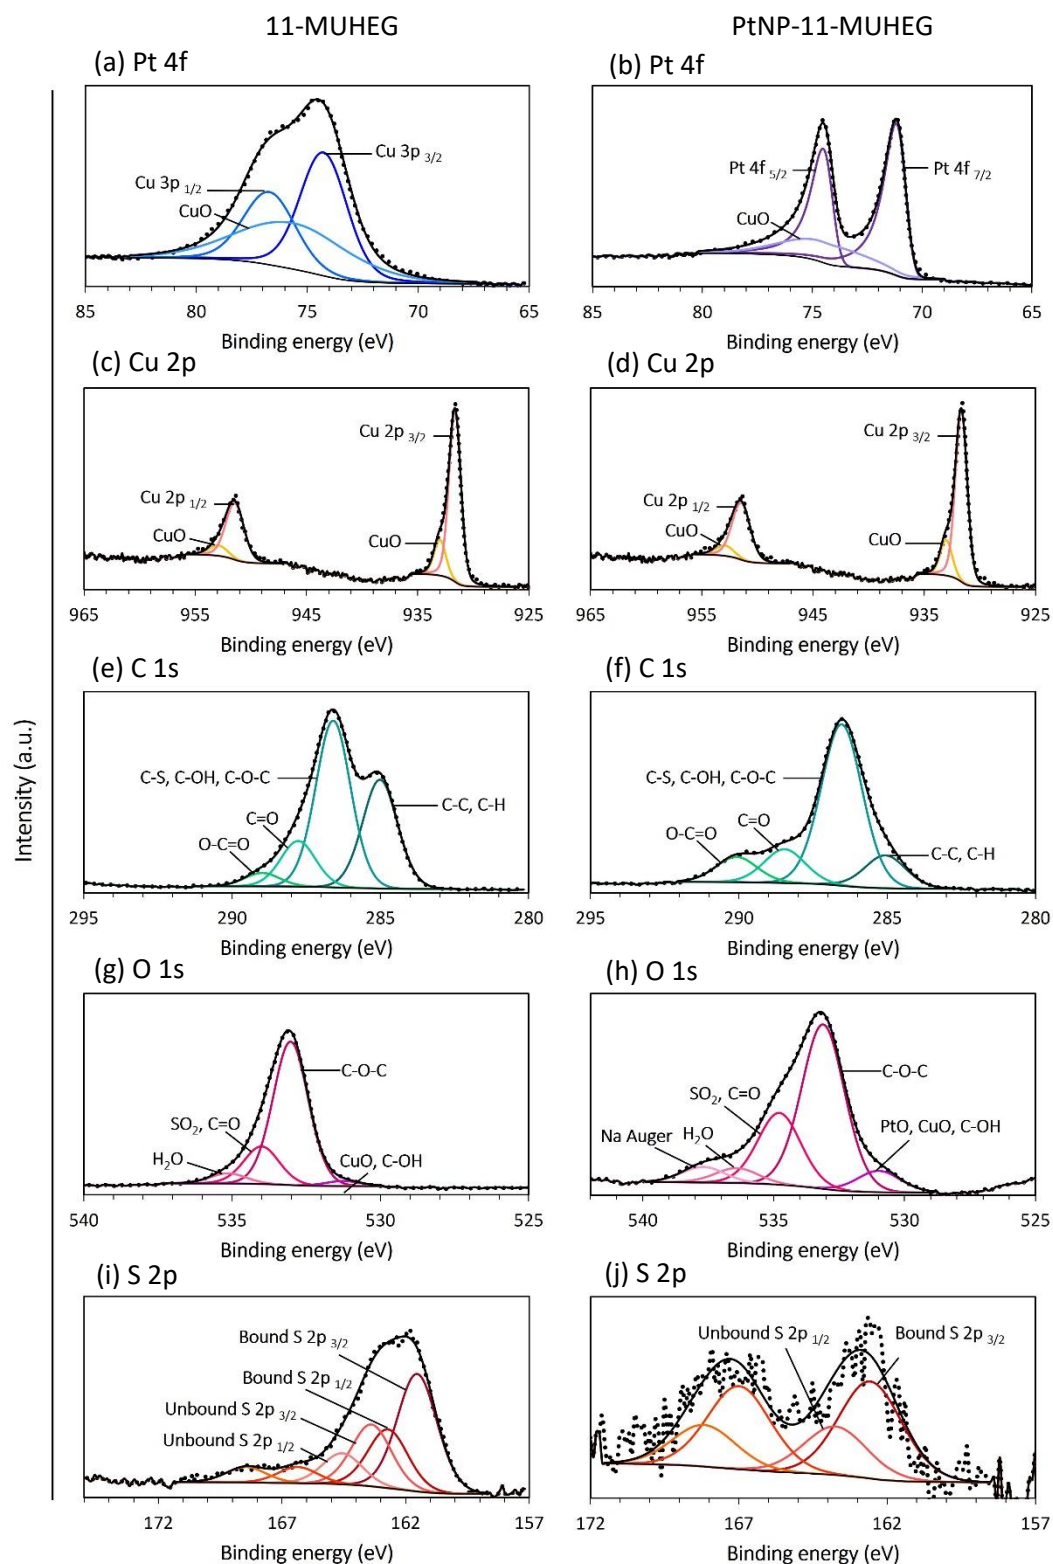 11-MUHEG
PtNP-11-MUHEG
Intensity (a.u.)
(a) Pt 4f
Cu 3p 3/2
Cu 3p 1/2
CuO
85 80 75 70 65
Binding energy (eV)
(b) Pt 4f
Pt 4f 5/2
Pt 4f 7/2
CuO
85 80 75 70 65
Binding energy (eV)
(c) Cu 2p
Cu 2p 3/2
Cu 2p 1/2
CuO
CuO
965 955 945 935 925
Binding energy (eV)
(d) Cu 2p
Cu 2p 3/2
Cu 2p 1/2
CuO
CuO
965 955 945 935 925
Binding energy (eV)
(e) C 1s
C-S, C-OH, C-O-C
C=O
O-C=O
C-C, C-H
295 290 285 280
Binding energy (eV)
(f) C 1s
C-S, C-OH, C-O-C
C=O
O-C=O
C-C, C-H
295 290 285 280
Binding energy (eV)
(g) O 1s
C-O-C
SO2, C=O
H2O
CuO, C-OH
540 535 530 525
Binding energy (eV)
(h) O 1s
C-O-C
SO2, C=O
Na Auger
H2O
PtO, CuO, C-OH
540 535 530 525
Binding energy (eV)
(i) S 2p
Bound S 2p 3/2
Bound S 2p 1/2
Unbound S 2p 3/2
Unbound S 2p 1/2
172 167 162 157
Binding energy (eV)
(j) S 2p
Unbound S 2p 1/2
Bound S 2p 3/2
172 167 162 157
Binding energy (eV)